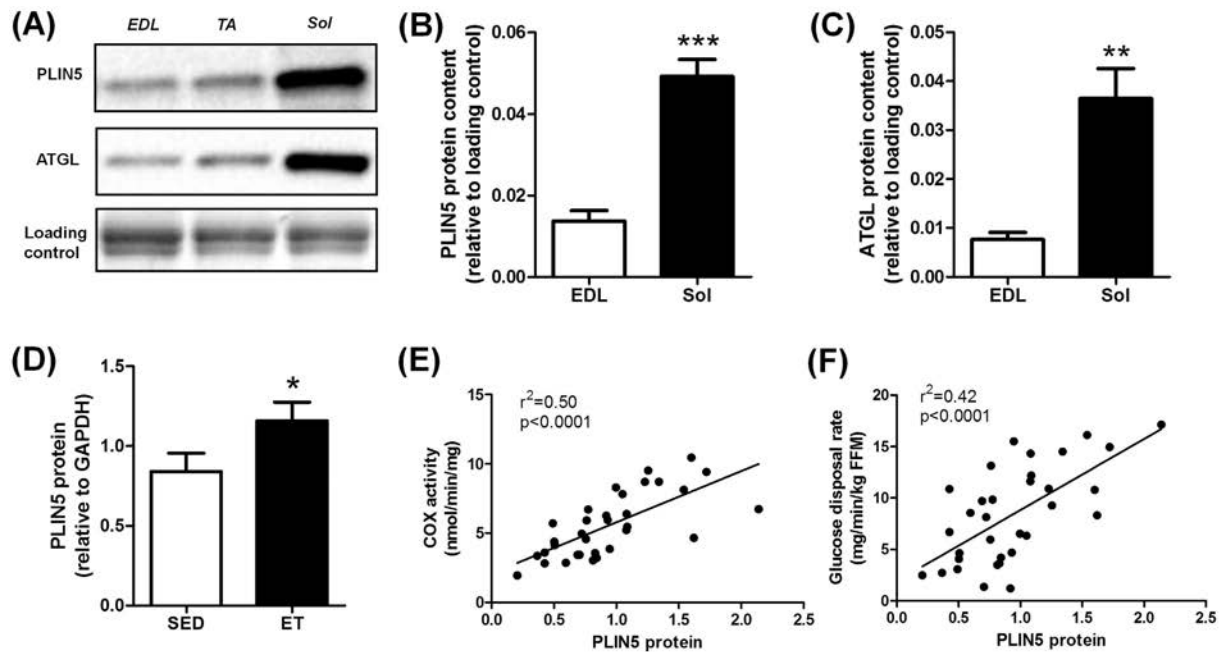 (A)
EDL TA Sol
PLIN5
ATGL
Loading
control
(B)
PLIN5 protein content
(relative to loading control)
0.06
0.04
0.02
0.00
***
EDL Sol
(C)
ATGL protein content
(relative to loading control)
0.05
0.04
0.03
0.02
0.01
0.00
**
EDL Sol
(D)
PLIN5 protein
(relative to GAPDH)
1.5
1.0
0.5
0.0
*
SED ET
(E)
r²=0.50
p<0.0001
COX activity
(nmol/min/mg)
15
10
5
0
0.0 0.5 1.0 1.5 2.0 2.5
PLIN5 protein
(F)
r²=0.42
p<0.0001
Glucose disposal rate
(mg/min/kg FFM)
20
15
10
5
0
0.0 0.5 1.0 1.5 2.0 2.5
PLIN5 protein